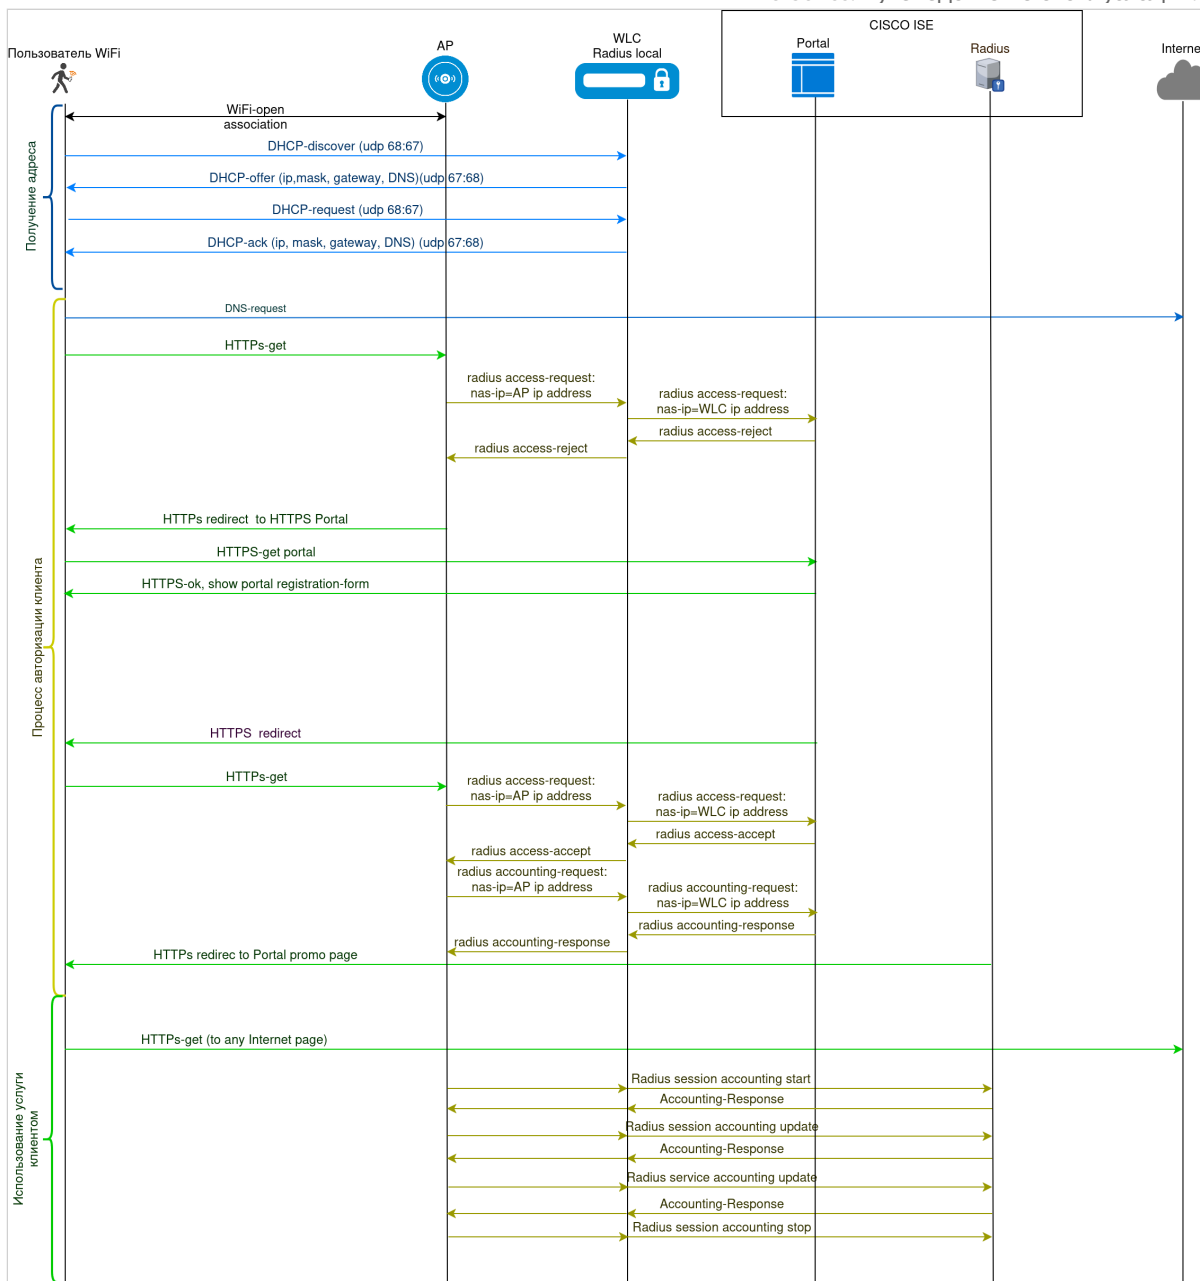 CISCO ISE
Пользователь WiFi
AP
WLC
Radius local
Portal
Radius
Interne
WiFi-open
association
DHCP-discover (udp 68:67)
DHCP-offer (ip,mask, gateway, DNS)(udp 67:68)
DHCP-request (udp 68:67)
DHCP-ack (ip, mask, gateway, DNS) (udp 67:68)
Получение адреса
DNS-request
HTTPs-get
radius access-request:
nas-ip=AP ip address
radius access-request:
nas-ip=WLC ip address
radius access-reject
radius access-reject
HTTPs redirect to HTTPS Portal
HTTPS-get portal
HTTPS-ok, show portal registration-form
Процесс авторизации клиента
HTTPS redirect
HTTPs-get
radius access-request:
nas-ip=AP ip address
radius access-request:
nas-ip=WLC ip address
radius access-accept
radius access-accept
radius accounting-request:
nas-ip=AP ip address
radius accounting-request:
nas-ip=WLC ip address
radius accounting-response
radius accounting-response
HTTPs redirec to Portal promo page
HTTPs-get (to any Internet page)
Использование услуги
клиентом
Radius session accounting start
Accounting-Response
Radius session accounting update
Accounting-Response
Radius service accounting update
Accounting-Response
Radius session accounting stop